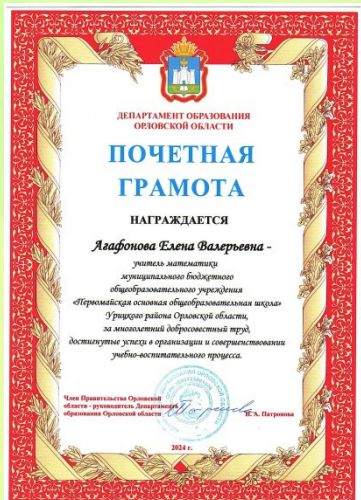 ДЕПАРТАМЕНТ ОБРАЗОВАНИЯ
ОРЛОВСКОЙ ОБЛАСТИ
ПОЧЕТНАЯ
ГРАМОТА
НАГРАЖДАЕТСЯ
Агафонова Елена Валерьевна -
учитель математики
муниципального бюджетного
общеобразовательного учреждения
«Первомайская основная общеобразовательная школа»
Урицкого района Орловской области,
за многолетний добросовестный труд,
достигнутые успехи в организации и совершенствовании
учебно-воспитательного процесса.
Член Правительства Орловской
области - руководитель Департамента
образования Орловской области
А. Патронова
2024 г.